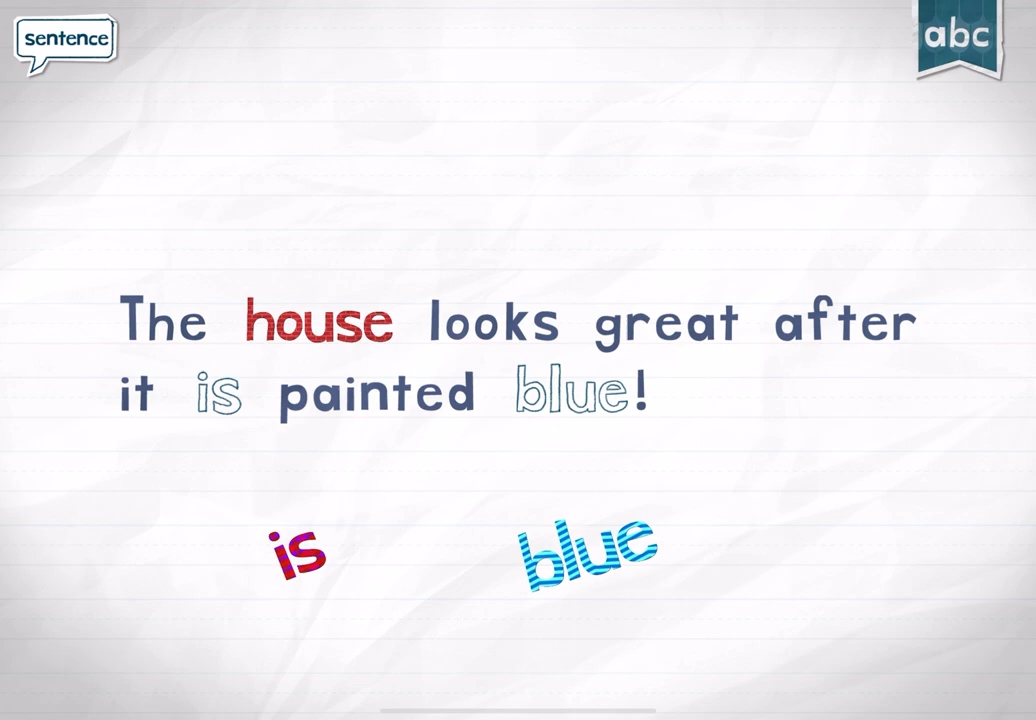 sentence
abc
The house looks great after
it is painted blue!
is
blue